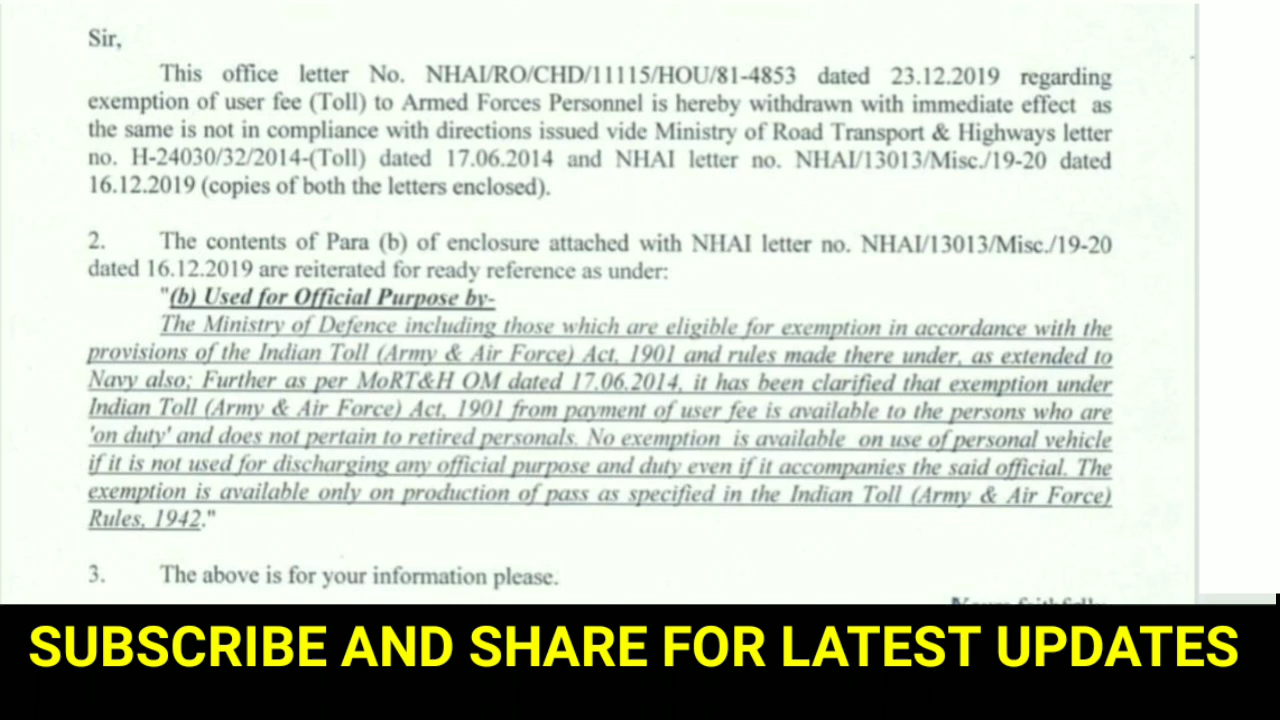 Sir,
This office letter No. NHAI/RO/CHD/11115/HOU/81-4853 dated 23.12.2019 regarding
exemption of user fee (Toll) to Armed Forces Personnel is hereby withdrawn with immediate effect as
the same is not in compliance with directions issued vide Ministry of Road Transport & Highways letter
no. H-24030/32/2014-(Toll) dated 17.06.2014 and NHAI letter no. NHAI/13013/Misc./19-20 dated
16.12.2019 (copies of both the letters enclosed).
2. The contents of Para (b) of enclosure attached with NHAI letter no. NHAI/13013/Misc./19-20
dated 16.12.2019 are reiterated for ready reference as under:
"(b) Used for Official Purpose by-
The Ministry of Defence including those which are eligible for exemption in accordance with the
provisions of the Indian Toll (Army & Air Force) Act, 1901 and rules made there under, as extended to
Navy also; Further as per MoRT&H OM dated 17.06.2014, it has been clarified that exemption under
Indian Toll (Army & Air Force) Act, 1901 from payment of user fee is available to the persons who are
'on duty' and does not pertain to retired personals. No exemption is available on use of personal vehicle
if it is not used for discharging any official purpose and duty even if it accompanies the said official. The
exemption is available only on production of pass as specified in the Indian Toll (Army & Air Force)
Rules, 1942."
3. The above is for your information please.
SUBSCRIBE AND SHARE FOR LATEST UPDATES